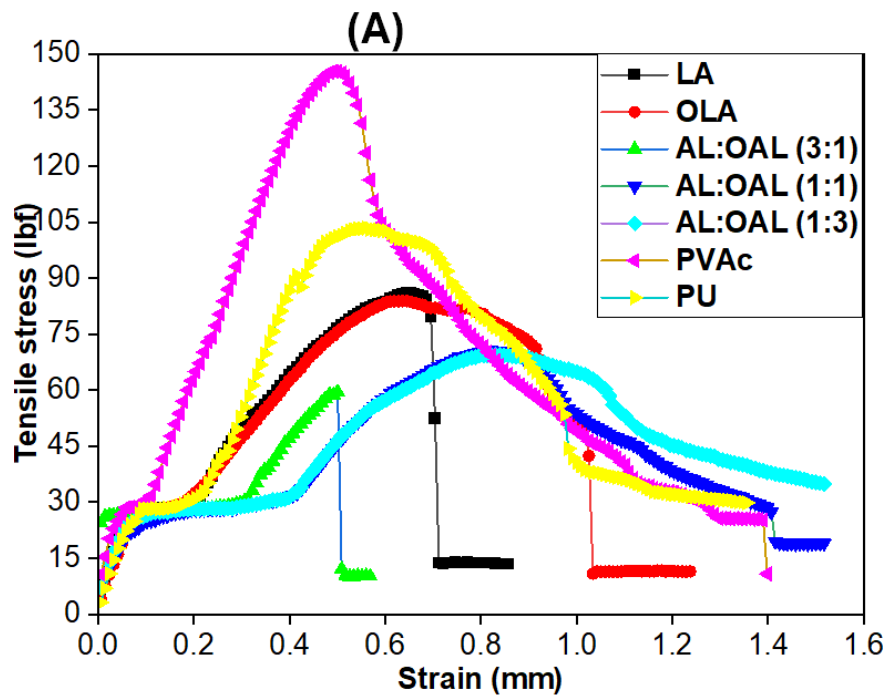 (A)
150
135
120
105
90
75
60
45
30
15
0
Tensile stress (lbf)
LA
OLA
AL:OAL (3:1)
AL:OAL (1:1)
AL:OAL (1:3)
PVAc
PU
0.0 0.2 0.4 0.6 0.8 1.0 1.2 1.4 1.6
Strain (mm)